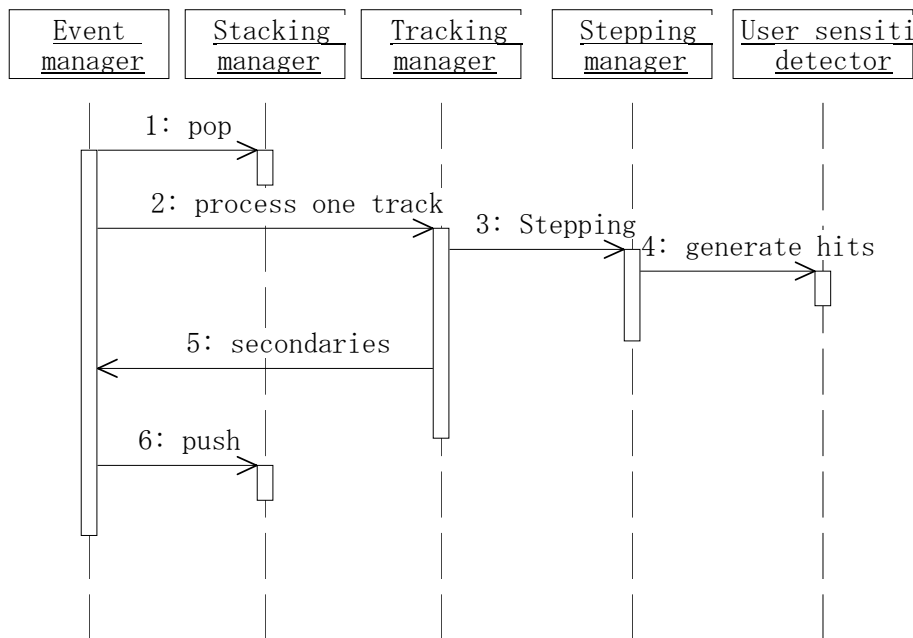 Event
manager
Stacking
manager
Tracking
manager
Stepping
manager
User sensiti
detector
1: pop
2: process one track
3: Stepping
4: generate hits
5: secondaries
6: push